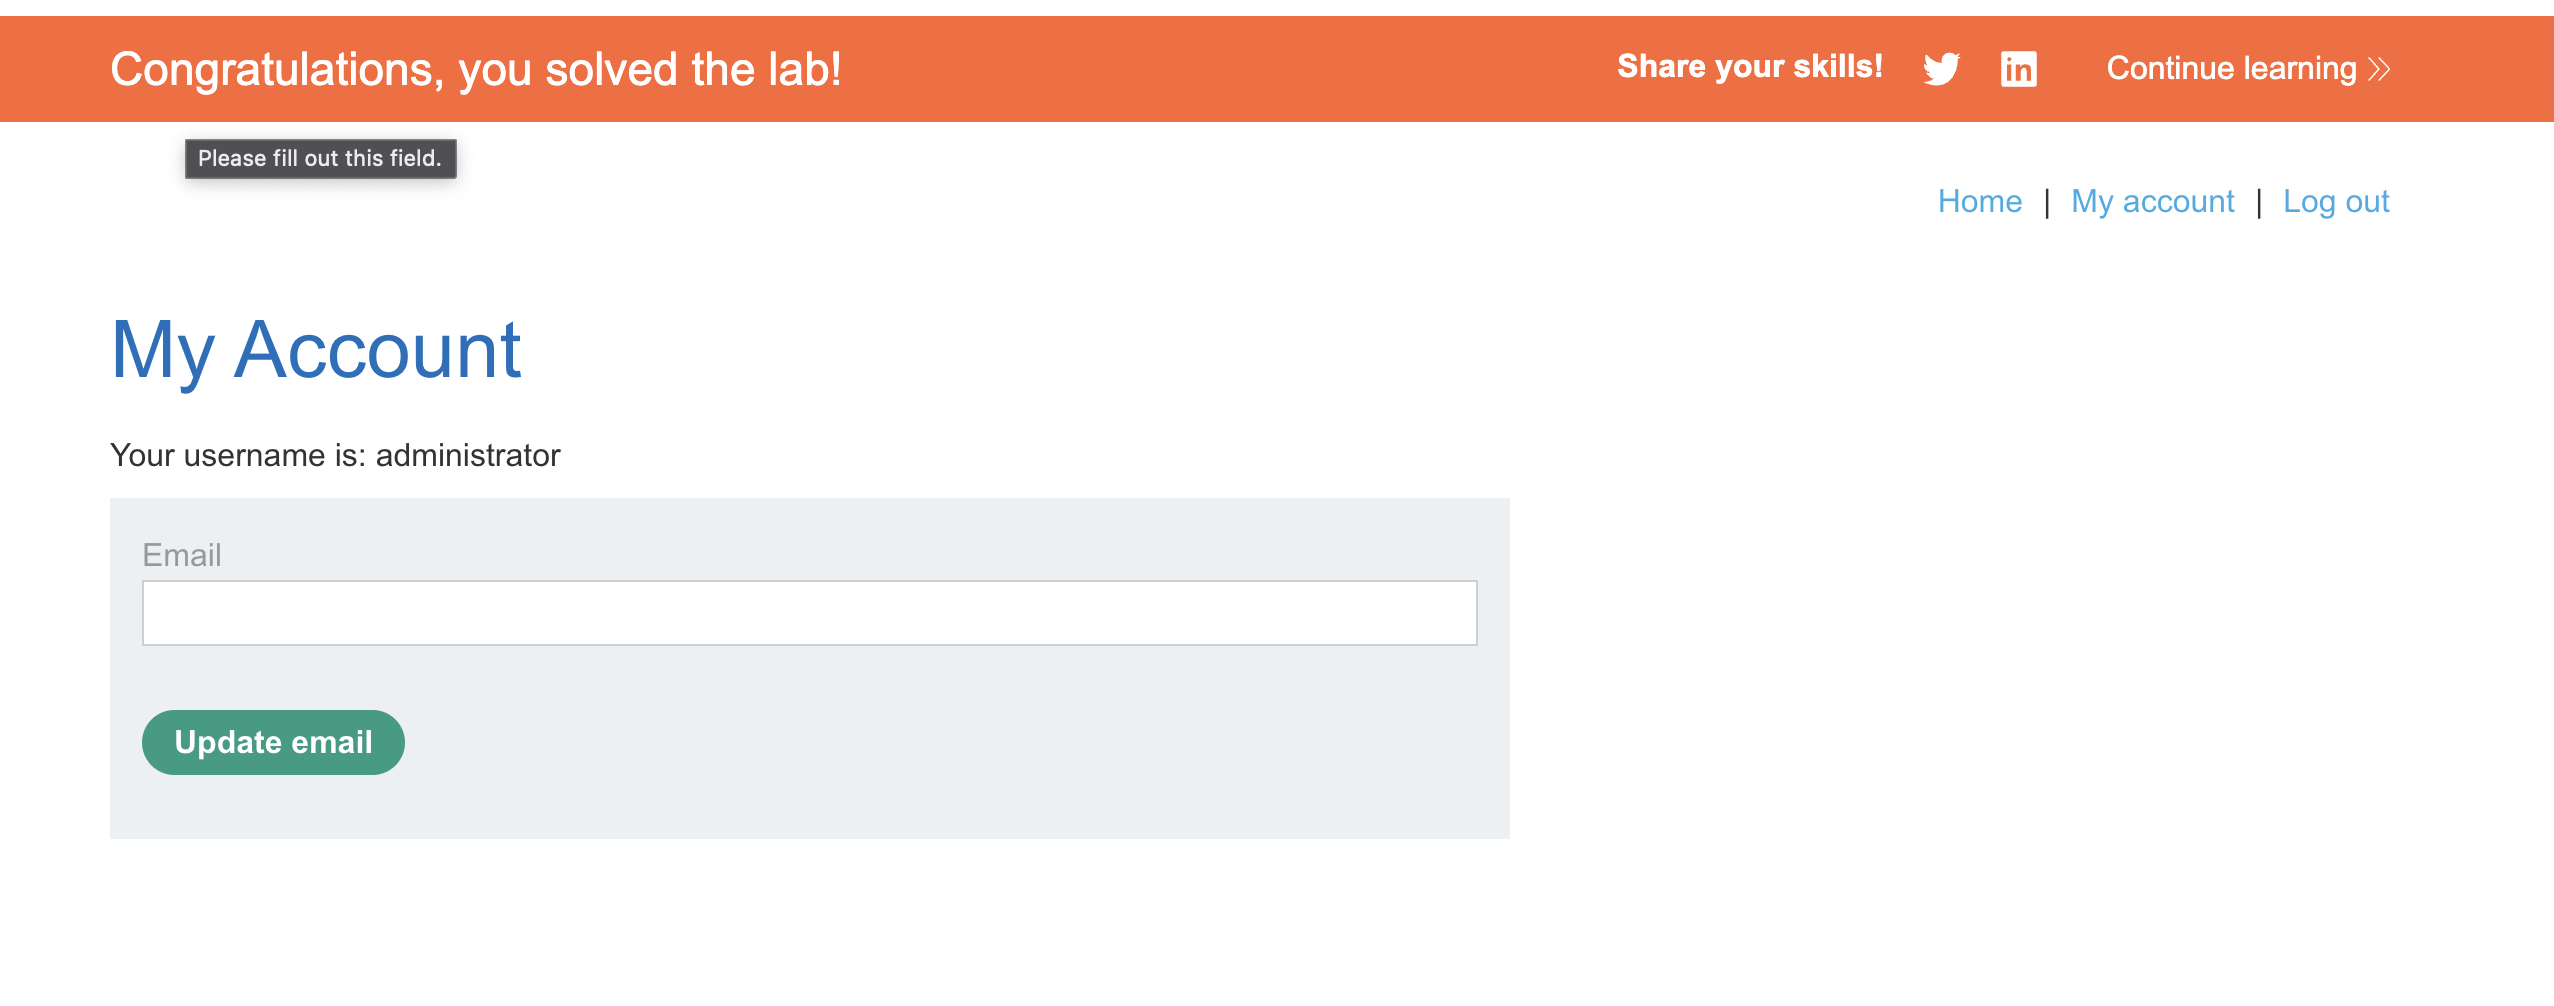 Congratulations, you solved the lab!
Share your skills!
Continue learning
Please fill out this field.
Home | My account | Log out
My Account
Your username is: administrator
Email
Update email